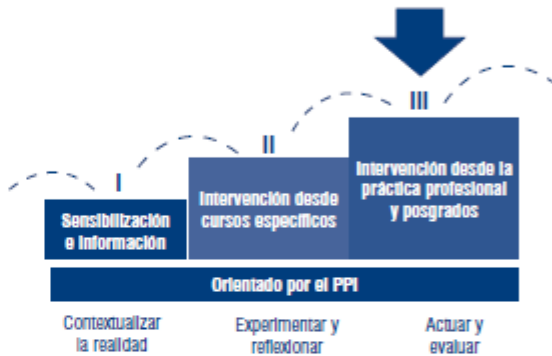 III
II
I
Intervención desde la
práctica profesional
y posgrados
Intervención desde
cursos específicos
Sensibilización
e información
Orientado por el PPI
Contextualizar
la realidad
Experimentar y
reflexionar
Actuar y
evaluar